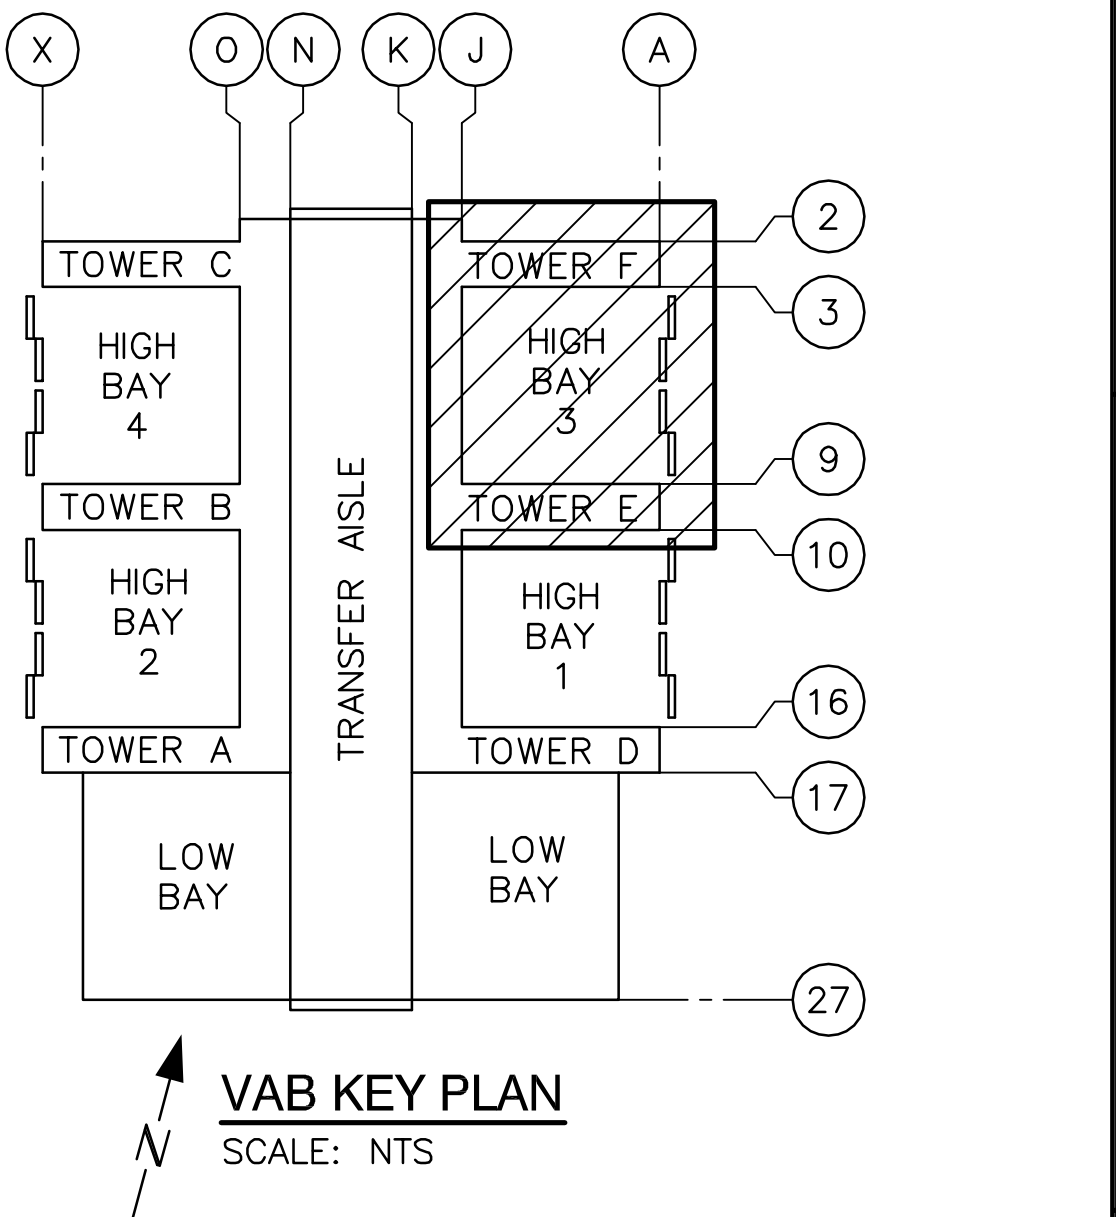 X O N K J A
2
TOWER C TOWER F
3
HIGH
BAY
4
HIGH
BAY
3
9
TOWER B TOWER E
10
TRANSFER AISLE
HIGH
BAY
2
HIGH
BAY
1
16
TOWER A TOWER D
17
LOW
BAY
LOW
BAY
27
N
VAB KEY PLAN
SCALE: NTS